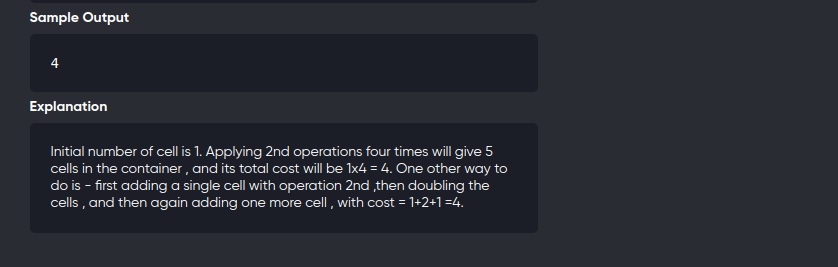 Sample Output
4
Explanation
Initial number of cell is 1. Applying 2nd operations four times will give 5
cells in the container , and its total cost will be 1x4 = 4. One other way to
do is - first adding a single cell with operation 2nd ,then doubling the
cells , and then again adding one more cell , with cost = 1+2+1 =4.